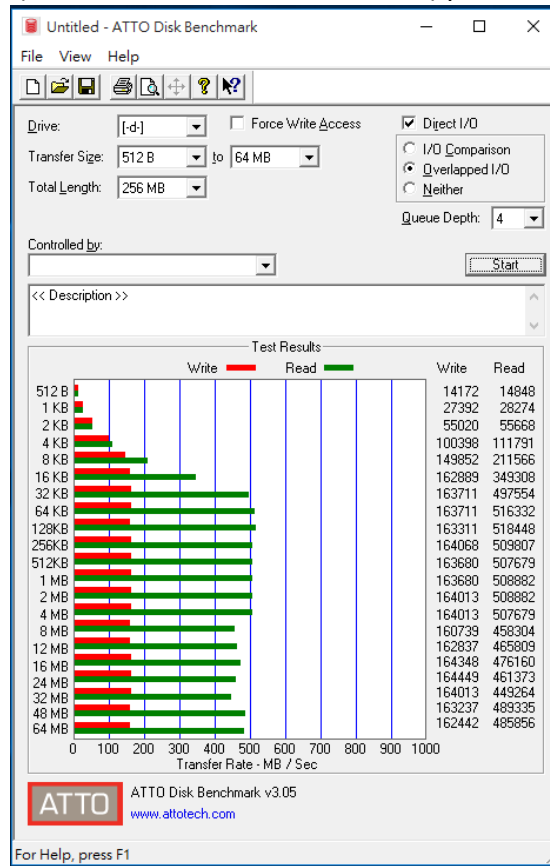 Untitled - ATTO Disk Benchmark
File View Help
Drive: [-d-] Force Write Access Direct I/O
Transfer Size: 512 B to 64 MB I/O Comparison
Overlapped I/O
Total Length: 256 MB Neither
Queue Depth: 4
Controlled by:
Start
<< Description >>
Test Results
Write Read Write Read
512 B 14172 14848
1 KB 27392 28274
2 KB 55020 55668
4 KB 100398 111791
8 KB 149852 211566
16 KB 162889 349308
32 KB 163711 497554
64 KB 163711 516332
128KB 163311 518448
256KB 164068 509807
512KB 163680 507679
1 MB 163680 508882
2 MB 164013 508882
4 MB 164013 507679
8 MB 160739 458304
12 MB 162837 465809
16 MB 164348 476160
24 MB 164449 461373
32 MB 164013 449264
48 MB 163237 489335
64 MB 162442 485856
0 100 200 300 400 500 600 700 800 900 1000
Transfer Rate - MB / Sec
ATTO
ATTO Disk Benchmark v3.05
www.attotech.com
For Help, press F1